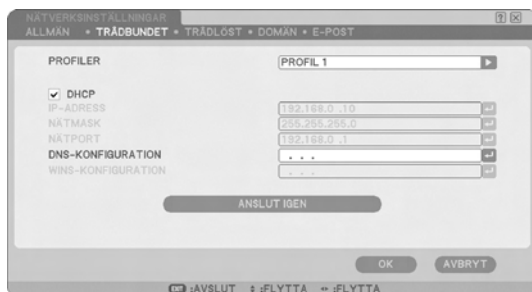 NÄTVERKSINSTÄLLNINGAR
ALLMÄN • TRÅDBUNDET • TRÅDLÖST • DOMÄN • E-POST
PROFILER PROFIL 1
DHCP
IP-ADRESS 192.168.0 .10
NÄTMASK 255.255.255.0
NÄTPORT 192.168.0 .1
DNS-KONFIGURATION . . .
WINS-KONFIGURATION . . .
ANSLUT IGEN
OK AVBRYT
EXIT :AVSLUT :FLYTTA :FLYTTA